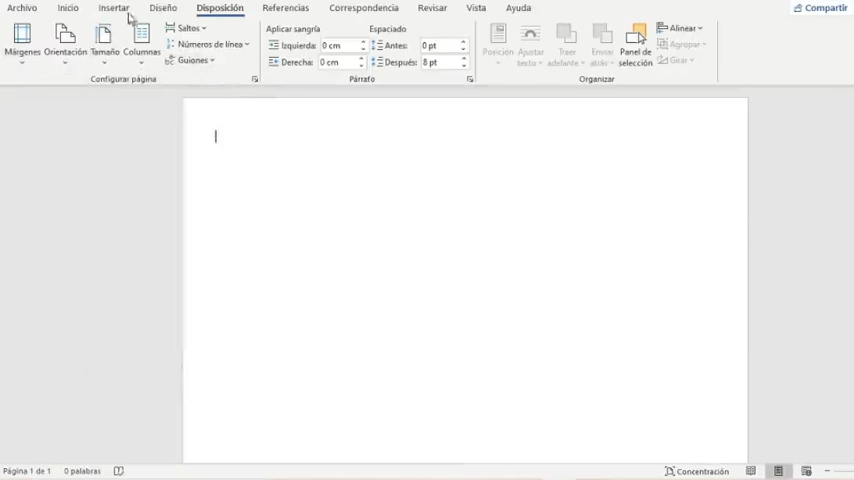 Archivo Inicio Insertar Diseño Disposición Referencias Correspondencia Revisar Vista Ayuda Compartir
Márgenes Orientación Tamaño Columnas
Saltos
Números de línea
Guiones
Configurar página
Aplicar sangría Espaciado
Izquierda: 0 cm Antes: 0 pt
Derecha: 0 cm Después: 8 pt
Párrafo
Posición Ajustar texto Traer adelante Enviar atrás Panel de selección
Alinear
Agrupar
Girar
Organizar
Página 1 de 1 0 palabras Concentración